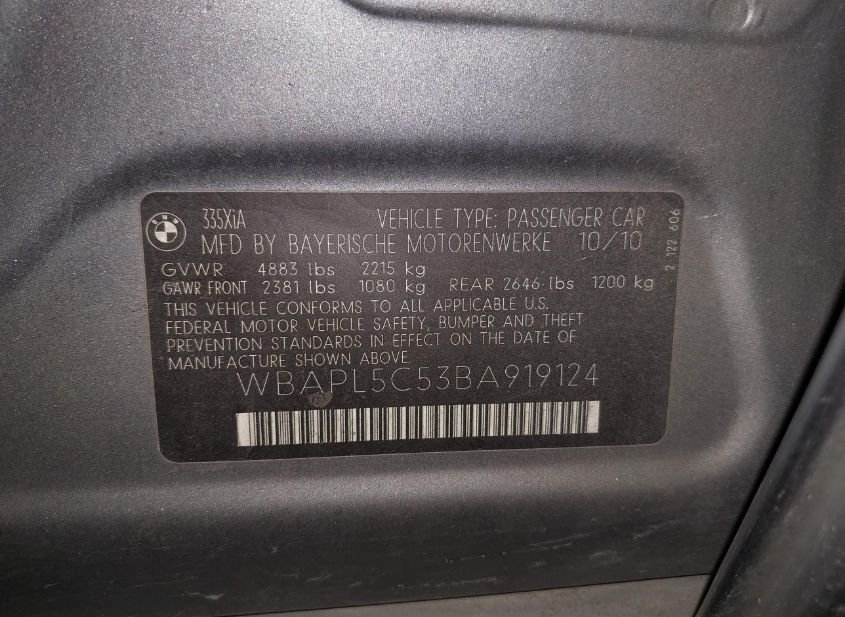 BMW
335XiA VEHICLE TYPE: PASSENGER CAR
MFD BY BAYERISCHE MOTORENWERKE 10/10
GVWR 4883 lbs 2215 kg
GAWR FRONT 2381 lbs 1080 kg REAR 2646 lbs 1200 kg
THIS VEHICLE CONFORMS TO ALL APPLICABLE U.S.
FEDERAL MOTOR VEHICLE SAFETY, BUMPER AND THEFT
PREVENTION STANDARDS IN EFFECT ON THE DATE OF
MANUFACTURE SHOWN ABOVE.
WBAPL5C53BA919124
2 122 606